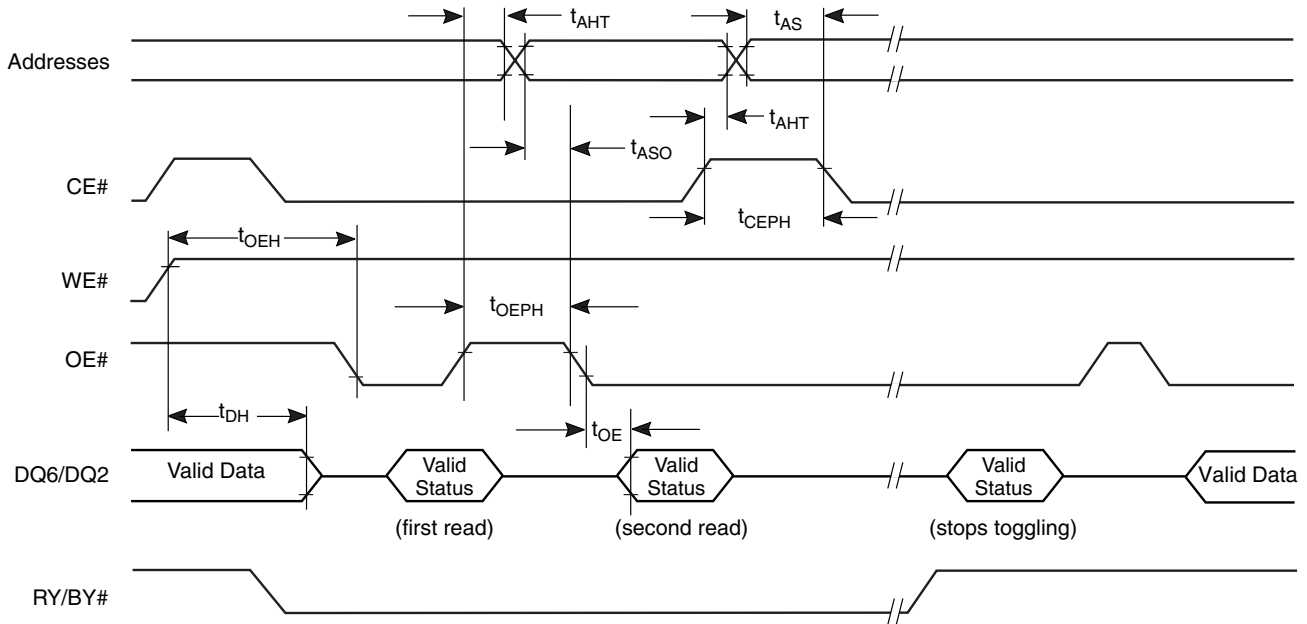 tAHT
tAS
Addresses
tAHT
tASO
CE#
tCEPH
tOEH
WE#
tOEPH
OE#
tDH
tOE
DQ6/DQ2
Valid Data
Valid
Status
Valid
Status
Valid
Status
Valid Data
(first read)
(second read)
(stops toggling)
RY/BY#